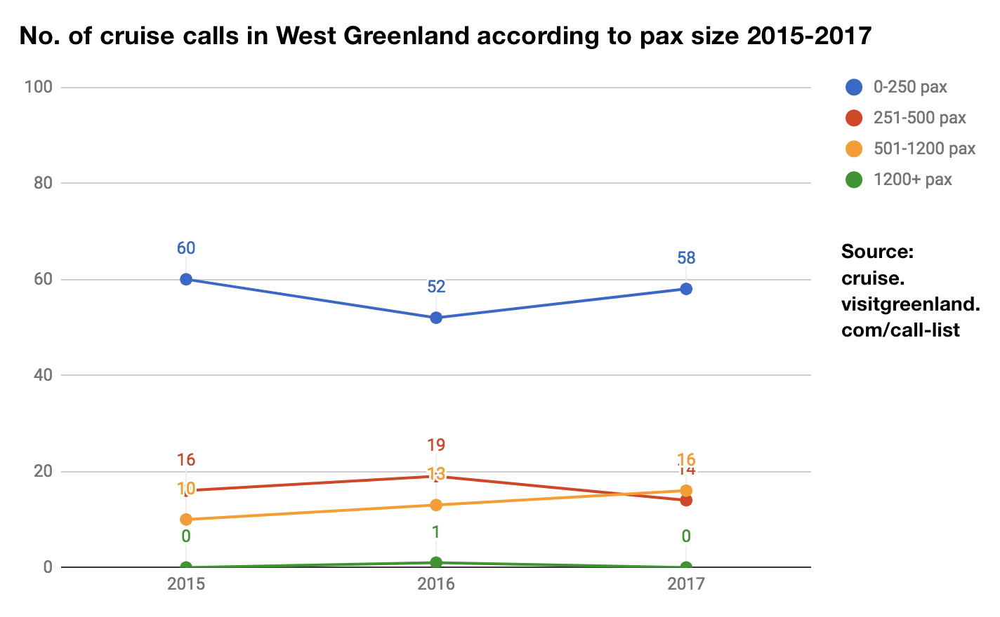 No. of cruise calls in West Greenland according to pax size 2015-2017
100
80
60
40
20
0
60
52
58
16
19
14
10
13
16
0
1
0
2015
2016
2017
0-250 pax
251-500 pax
501-1200 pax
1200+ pax
Source:
cruise.
visitgreenland.
com/call-list